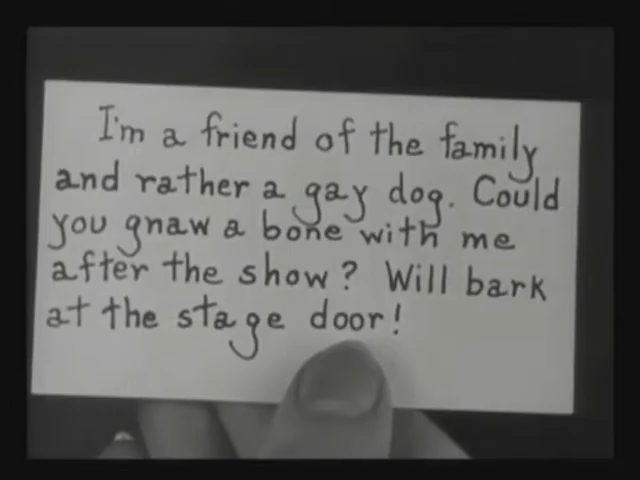 I'm a friend of the family
and rather a gay dog. Could
you gnaw a bone with me
after the show? Will bark
at the stage door!